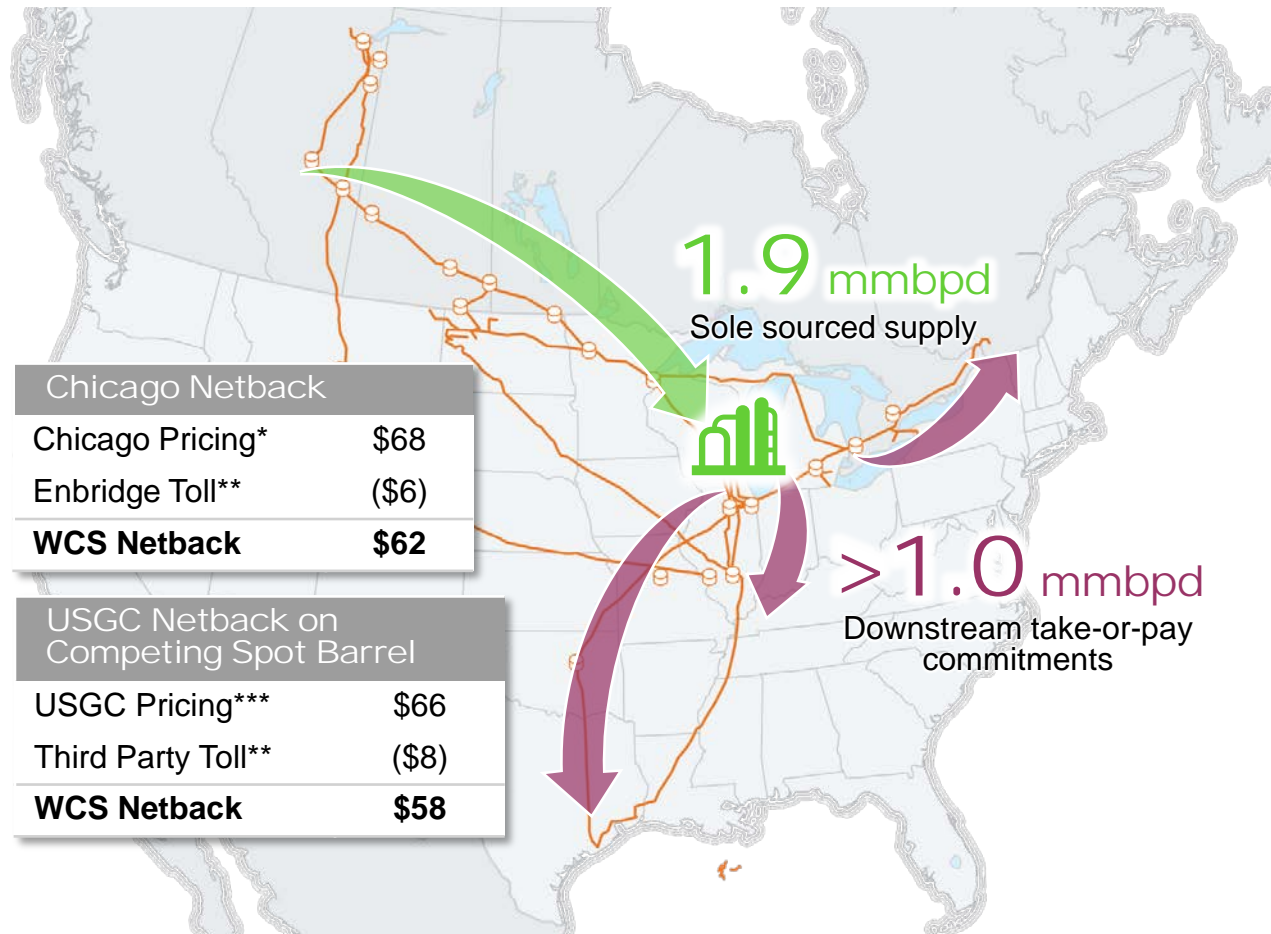 1.9 mmbpd
Sole sourced supply
Chicago Netback
Chicago Pricing* $68
Enbridge Toll** ($6)
WCS Netback $62
>1.0 mmbpd
Downstream take-or-pay
commitments
USGC Netback on
Competing Spot Barrel
USGC Pricing*** $66
Third Party Toll** ($8)
WCS Netback $58